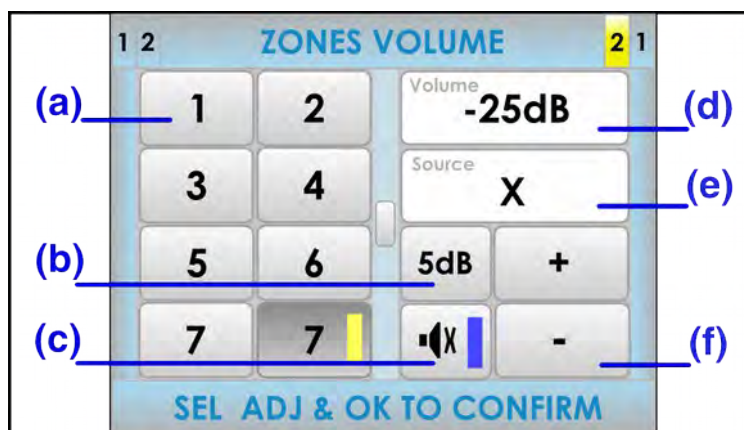 1 2 ZONES VOLUME 2 1
(a) 1 2 Volume -25dB (d)
3 4 Source X (e)
(b) 5 6 5dB +
(c) 7 7 X - (f)
SEL ADJ & OK TO CONFIRM